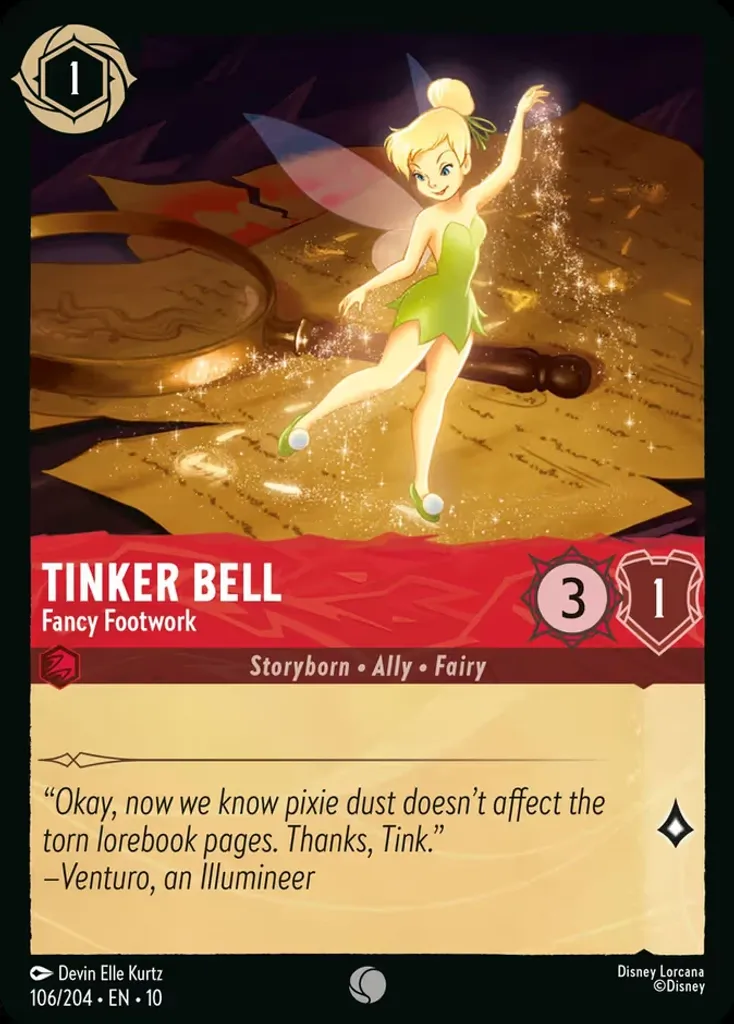 1
TINKER BELL
Fancy Footwork
3
1
Storyborn • Ally • Fairy
“Okay, now we know pixie dust doesn’t affect the
torn lorebook pages. Thanks, Tink.”
–Venturo, an Illumineer
Devin Elle Kurtz
106/204 • EN • 10
Disney Lorcana
©Disney